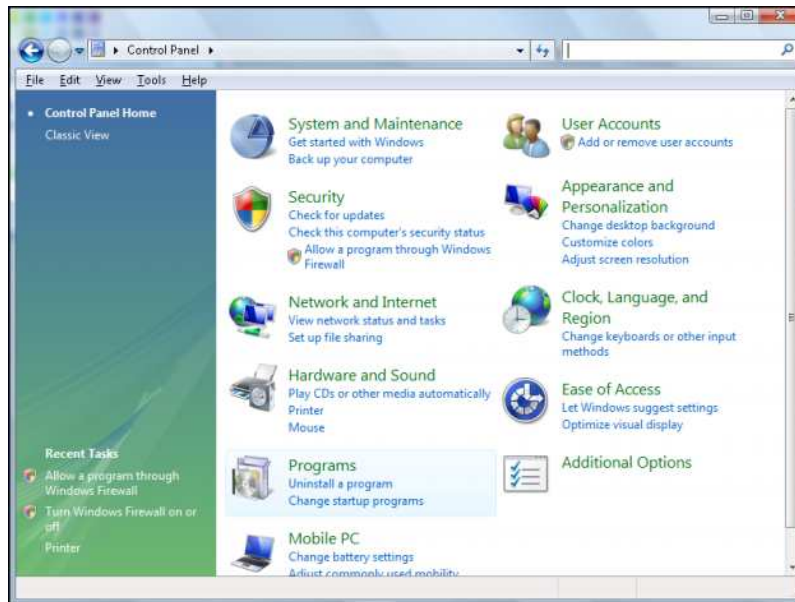 Control Panel
File Edit View Tools Help
Control Panel Home
Classic View
Recent Tasks
Allow a program through
Windows Firewall
Turn Windows Firewall on or
off
Printer
System and Maintenance
Get started with Windows
Back up your computer
Security
Check for updates
Check this computer's security status
Allow a program through Windows
Firewall
Network and Internet
View network status and tasks
Set up file sharing
Hardware and Sound
Play CDs or other media automatically
Printer
Mouse
Programs
Uninstall a program
Change startup programs
Mobile PC
Change battery settings
Adjust commonly used mobility
User Accounts
Add or remove user accounts
Appearance and
Personalization
Change desktop background
Customize colors
Adjust screen resolution
Clock, Language, and
Region
Change keyboards or other input
methods
Ease of Access
Let Windows suggest settings
Optimize visual display
Additional Options